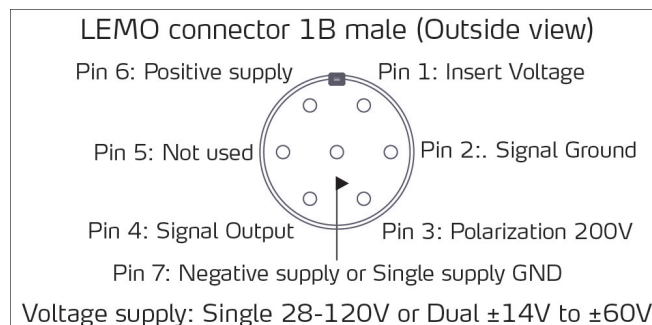 LEMO connector 1B male (Outside view)
Pin 6: Positive supply
Pin 1: Insert Voltage
Pin 5: Not used
Pin 2:. Signal Ground
Pin 4: Signal Output
Pin 3: Polarization 200V
Pin 7: Negative supply or Single supply GND
Voltage supply: Single 28-120V or Dual ±14V to ±60V